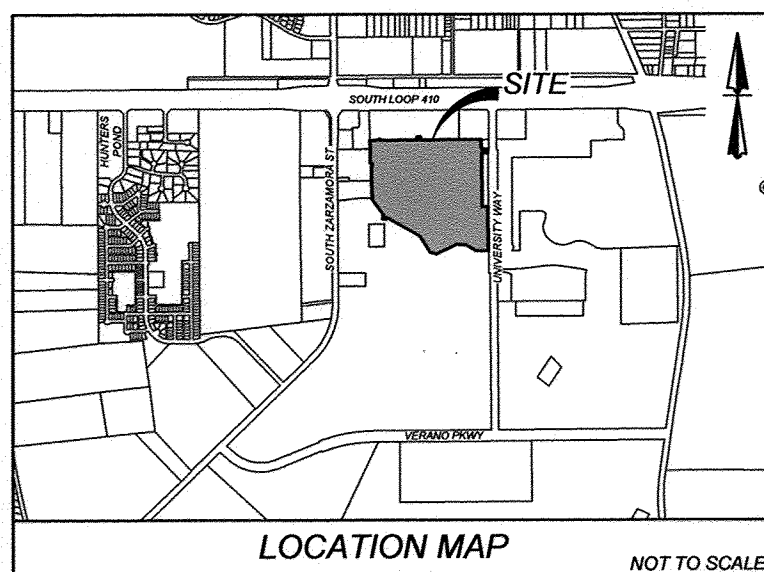 SITE
SOUTH LOOP 410
HUNTERS
POND
SOUTH ZARZAMORA ST
UNIVERSITY WAY
VERANO PKWY
LOCATION MAP
NOT TO SCALE